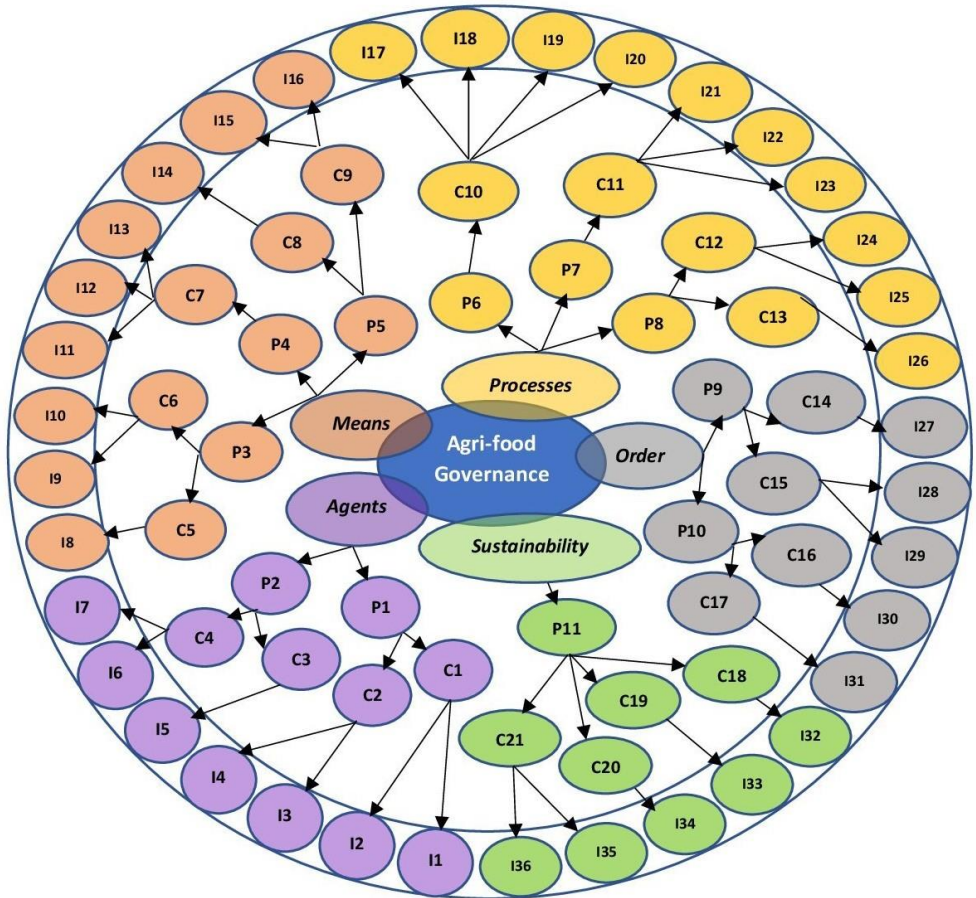 I18
I19
I17
I20
I16
I21
I15
I22
I14
C9
C10
C11
I23
I13
C8
C12
I24
I12
C7
P7
I25
P6
P5
P8
C13
I11
P4
I26
Processes
P9
C14
I10
C6
Means
Agri-food
Governance
Order
I27
P3
I9
C15
I28
Agents
I8
C5
P10
Sustainability
C16
I29
P2
I7
P1
C17
I30
C4
P11
I6
C3
C1
C18
I31
C2
C19
I5
C21
I32
I4
C20
I33
I3
I34
I2
I1
I36
I35